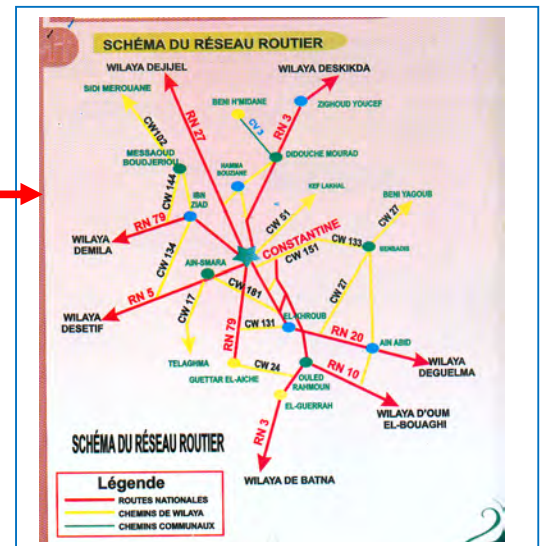 SCHÉMA DU RÉSEAU ROUTIER
WILAYA DEJIJEL
WILAYA DESKIDA
SIDI MEROUANE
BENI H'MIDANE
ZIGHOUD YOUCEF
RN 27
RN 3
CV 3
CW102
MESSAOUD
BOUDJERIOU
DIDOUCHE MOURAD
HAMMA
BOUZIANE
CW 144
IBN
ZIAD
KEF LAKHAL
BENI YAGOUB
CW 51
CW 27
RN 79
CONSTANTINE
CW 133
WILAYA
DEMILA
CW 134
CW 151
BENSADIS
AIN-SMARA
CW 181
CW 27
RN 5
CW 17
EL-KHROUB
WILAYA
DESETIF
RN 79
CW 131
RN 20
AIN ABID
TELAGHMA
CW 24
RN 10
WILAYA
DEGUELMA
GUETTAR EL-AICHE
OULED
RAHMOUN
EL-GUERRAH
WILAYA D'OUM
EL-BOUAGHI
RN 3
SCHÉMA DU RÉSEAU ROUTIER
WILAYA DE BATNA
Légende
ROUTES NATIONALES
CHEMINS DE WILAYA
CHEMINS COMMUNAUX